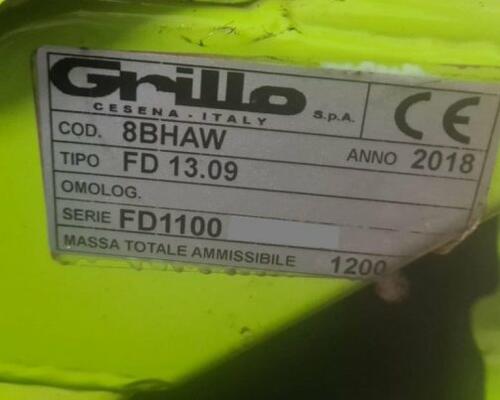 Grillo S.p.A. CE
CESENA - ITALY
COD. 8BHAW ANNO 2018
TIPO FD 13.09
OMOLOG.
SERIE FD1100
MASSA TOTALE AMMISSIBILE 1200